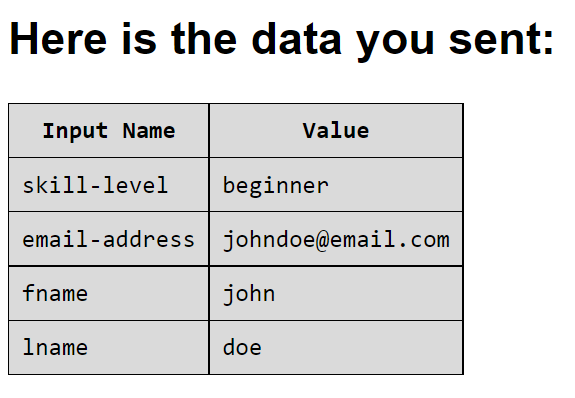 Here is the data you sent:
Input Name Value
skill-level beginner
email-address johndoe@email.com
fname john
lname doe